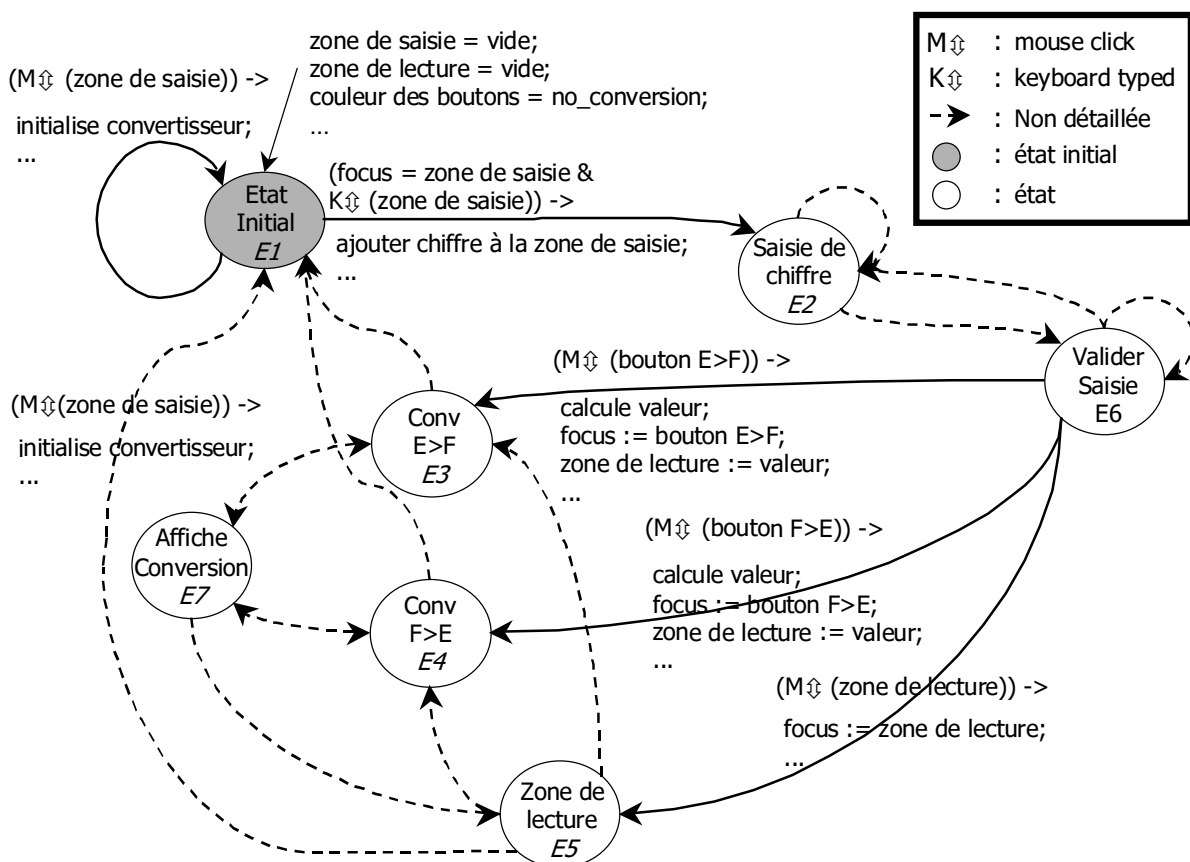 zone de saisie = vide;
zone de lecture = vide;
couleur des boutons = no_conversion;
...
(M⇳ (zone de saisie)) ->
initialise convertisseur;
...
M⇳ : mouse click
K⇳ : keyboard typed
: Non détaillée
: état initial
: état
Etat
Initial
E1
(focus = zone de saisie &
K⇳ (zone de saisie)) ->
ajouter chiffre à la zone de saisie;
...
Saisie de
chiffre
E2
Valider
Saisie
E6
(M⇳ (bouton E>F)) ->
calcule valeur;
focus := bouton E>F;
zone de lecture := valeur;
...
(M⇳(zone de saisie)) ->
initialise convertisseur;
...
Conv
E>F
E3
Affiche
Conversion
E7
(M⇳ (bouton F>E)) ->
calcule valeur;
focus := bouton F>E;
zone de lecture := valeur;
...
Conv
F>E
E4
(M⇳ (zone de lecture)) ->
focus := zone de lecture;
...
Zone de
lecture
E5